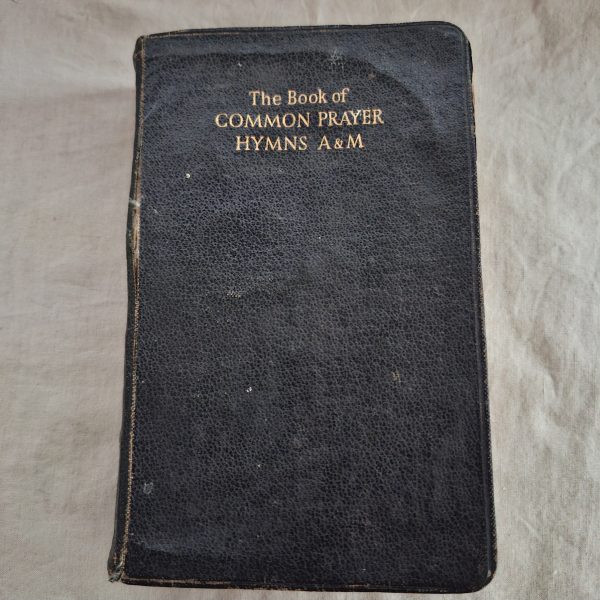 The Book of
COMMON PRAYER
HYMNS A & M